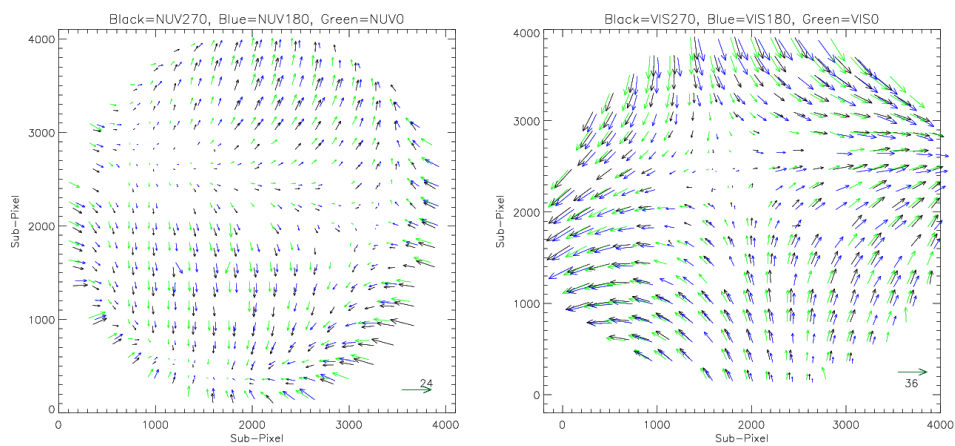 Black=NUV270, Blue=NUV180, Green=NUV0
4000
3000
2000
1000
0
Sub-Pixel
24
0 1000 2000 3000 4000
Sub-Pixel
Black=VIS270, Blue=VIS180, Green=VIS0
4000
3000
2000
1000
0
Sub-Pixel
36
0 1000 2000 3000 4000
Sub-Pixel